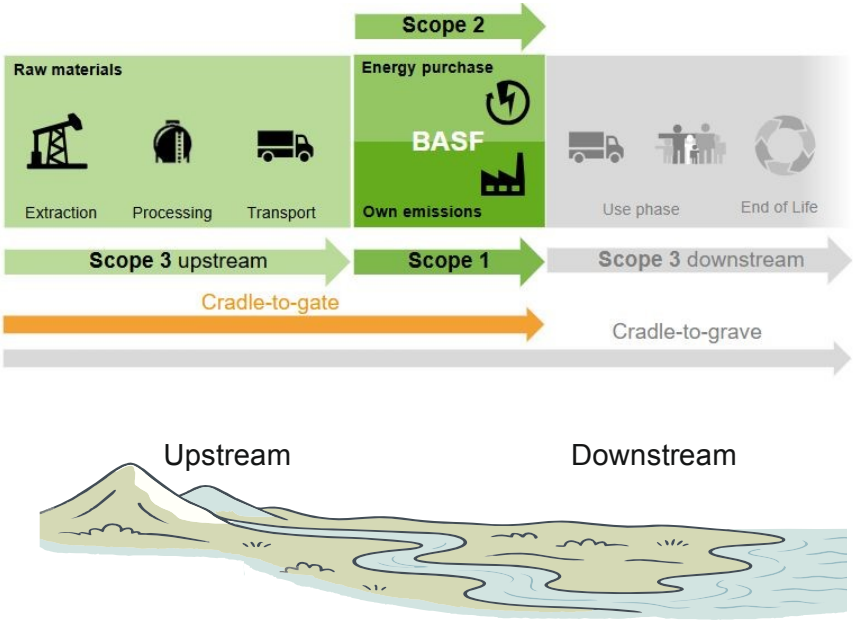 Scope 2
Raw materials
Energy purchase
BASF
Extraction
Processing
Transport
Own emissions
Use phase
End of Life
Scope 3 upstream
Scope 1
Scope 3 downstream
Cradle-to-gate
Cradle-to-grave
Upstream
Downstream